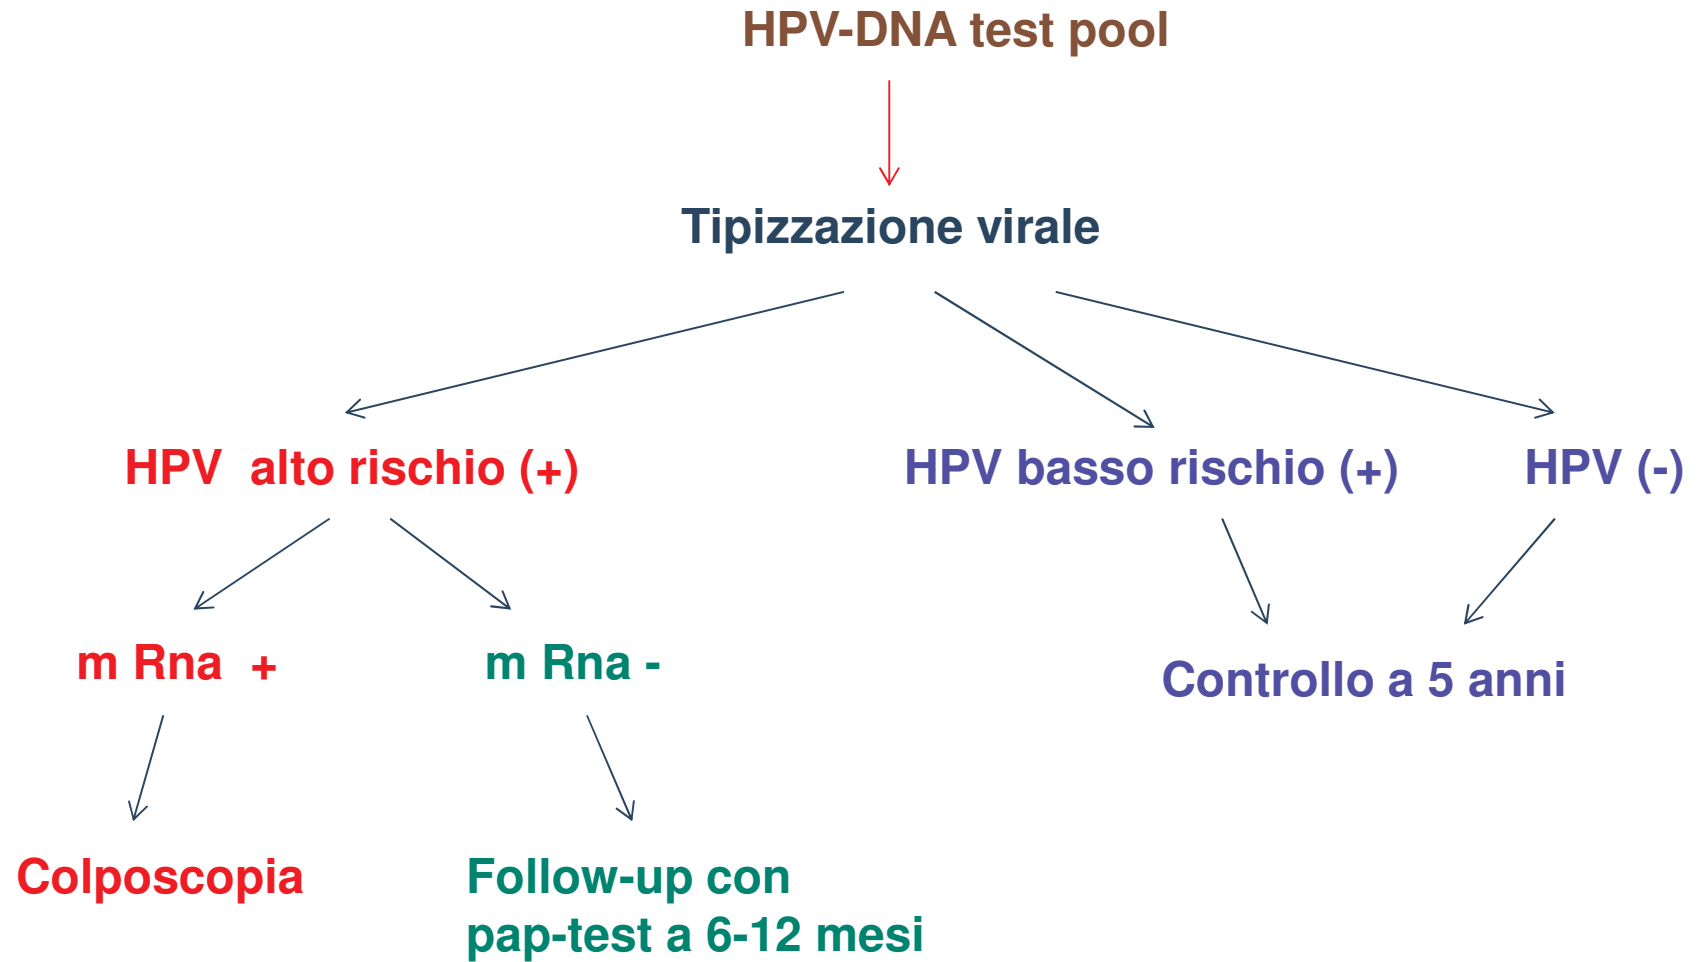 HPV-DNA test pool
Tipizzazione virale
HPV alto rischio (+)
HPV basso rischio (+)
HPV (-)
m Rna +
m Rna -
Controllo a 5 anni
Colposcopia
Follow-up con
pap-test a 6-12 mesi